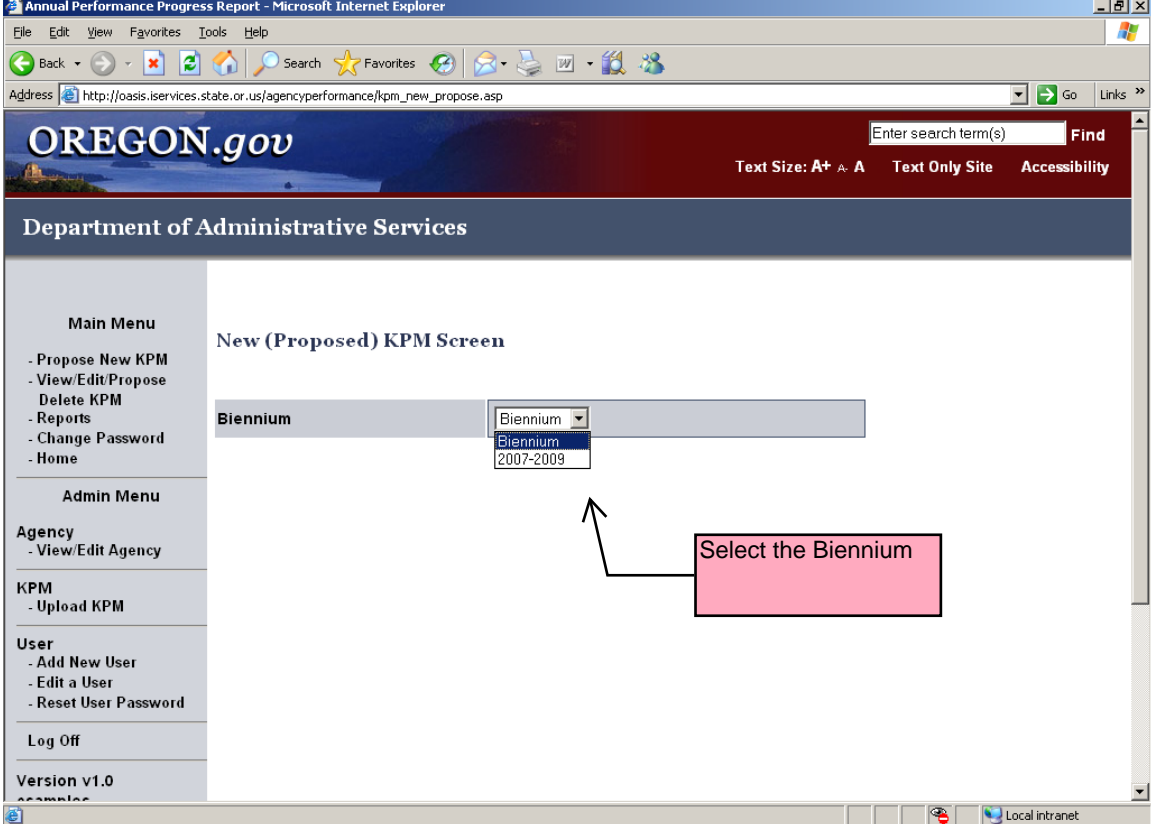 Annual Performance Progress Report - Microsoft Internet Explorer
File Edit View Favorites Tools Help
Back Search Favorites
Address http://oasis.iservices.state.or.us/agencyperformance/kpm_new_propose.asp Go Links »
OREGON.gov
Enter search term(s) Find
Text Size: A+ A- A Text Only Site Accessibility
Department of Administrative Services
Main Menu
- Propose New KPM
- View/Edit/Propose
Delete KPM
- Reports
- Change Password
- Home
Admin Menu
Agency
- View/Edit Agency
KPM
- Upload KPM
User
- Add New User
- Edit a User
- Reset User Password
Log Off
Version v1.0
New (Proposed) KPM Screen
Biennium Biennium
Biennium
2007-2009
Select the Biennium
Local intranet